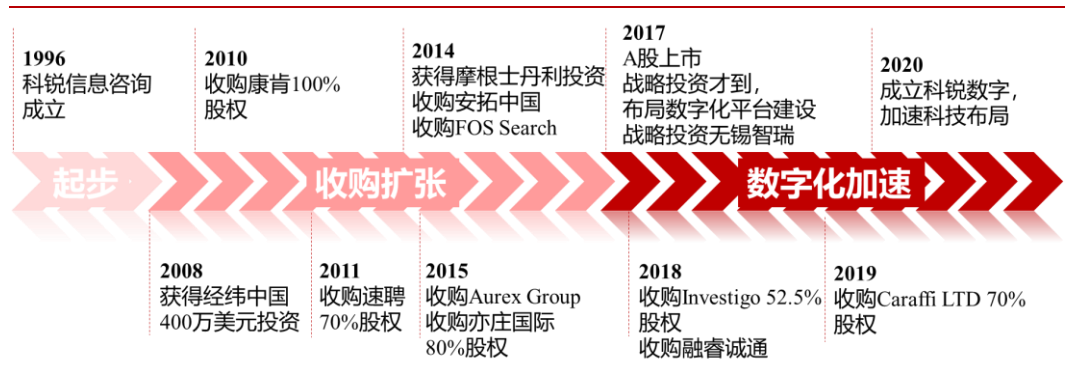 1996
科锐信息咨询
成立
2010
收购康肯100%
股权
2014
获得摩根士丹利投资
收购安拓中国
收购FOS Search
2017
A股上市
战略投资才到，
布局数字化平台建设
战略投资无锡智瑞
2020
成立科锐数字，
加速科技布局
起步
收购扩张
数字化加速
2008
获得经纬中国
400万美元投资
2011
收购速聘
70%股权
2015
收购Aurex Group
收购亦庄国际
80%股权
2018
收购Investigo 52.5%
股权
收购融睿诚通
2019
收购Caraffi LTD 70%
股权